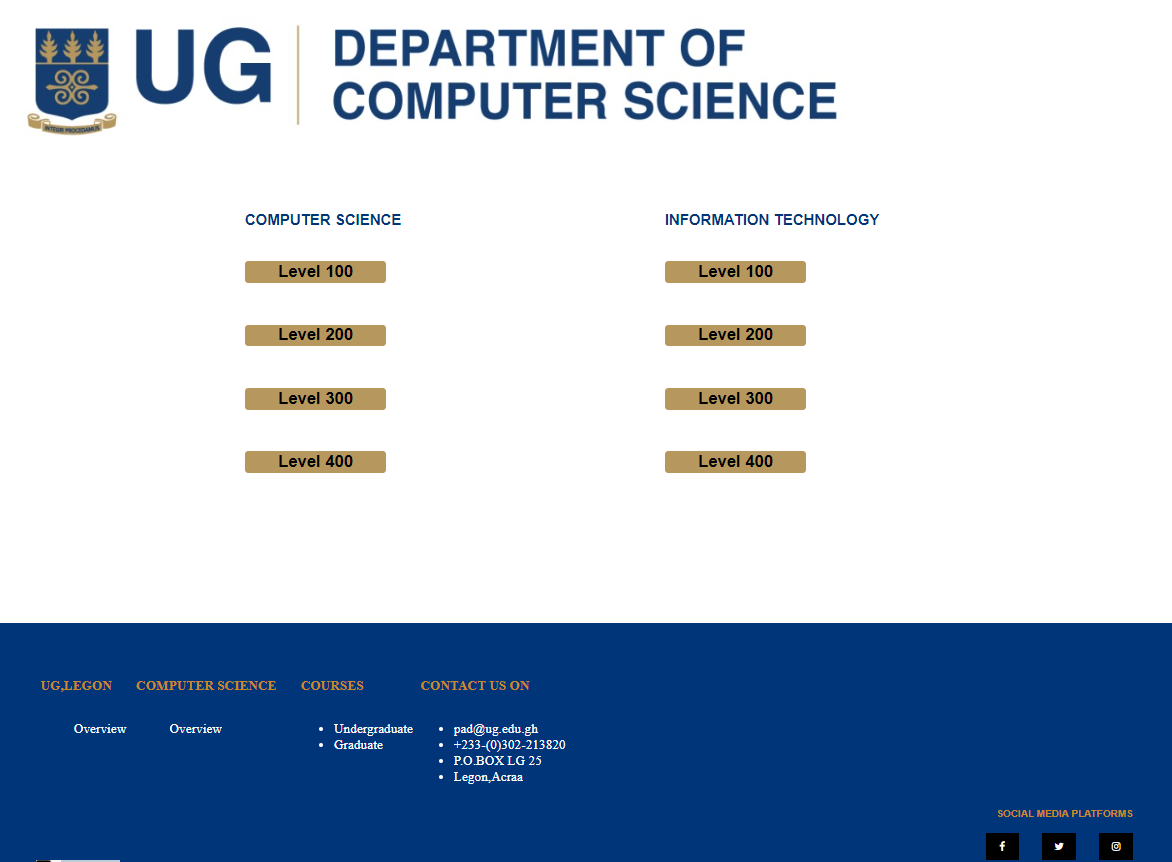 UG
DEPARTMENT OF
COMPUTER SCIENCE
INTEGRI PROCEDAMUS
COMPUTER SCIENCE
Level 100
Level 200
Level 300
Level 400
INFORMATION TECHNOLOGY
Level 100
Level 200
Level 300
Level 400
UG,LEGON
Overview
COMPUTER SCIENCE
Overview
COURSES
Undergraduate
Graduate
CONTACT US ON
pad@ug.edu.gh
+233-(0)302-213820
P.O.BOX LG 25
Legon,Acraa
SOCIAL MEDIA PLATFORMS